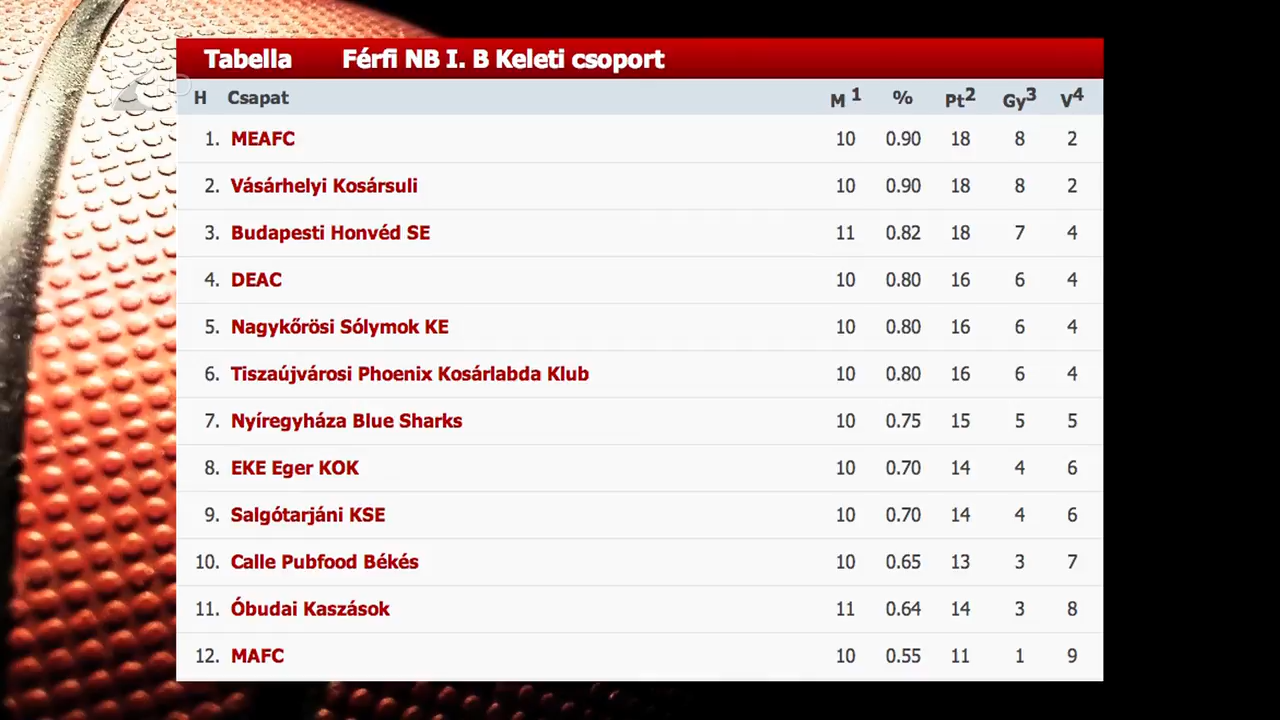 Tabella Férfi NB I. B Keleti csoport
H Csapat M 1 % Pt2 Gy3 V4
1. MEAFC 10 0.90 18 8 2
2. Vásárhelyi Kosársuli 10 0.90 18 8 2
3. Budapesti Honvéd SE 11 0.82 18 7 4
4. DEAC 10 0.80 16 6 4
5. Nagykőrösi Sólymok KE 10 0.80 16 6 4
6. Tiszaújvárosi Phoenix Kosárlabda Klub 10 0.80 16 6 4
7. Nyíregyháza Blue Sharks 10 0.75 15 5 5
8. EKE Eger KOK 10 0.70 14 4 6
9. Salgótarjáni KSE 10 0.70 14 4 6
10. Calle Pubfood Békés 10 0.65 13 3 7
11. Óbudai Kaszások 11 0.64 14 3 8
12. MAFC 10 0.55 11 1 9